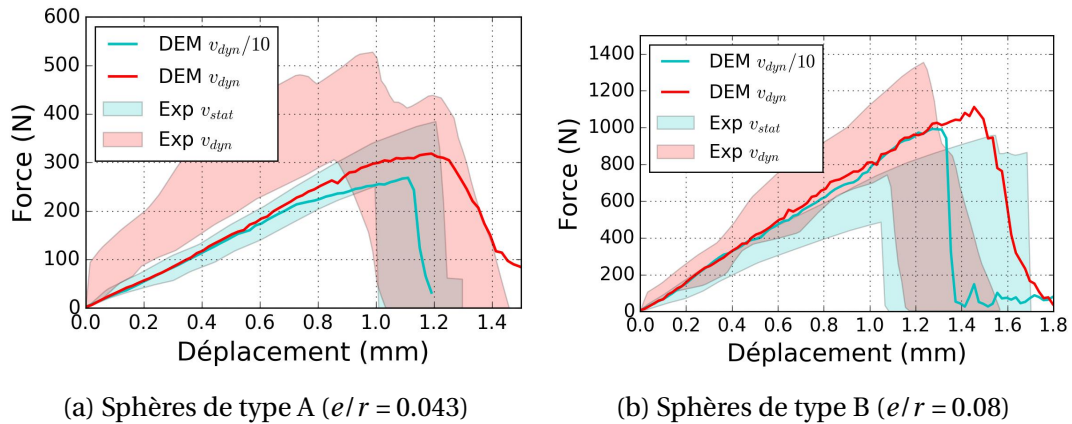 600
500
400
300
200
100
0
Force (N)
DEM v_dyn/10
DEM v_dyn
Exp v_stat
Exp v_dyn
0.0 0.2 0.4 0.6 0.8 1.0 1.2 1.4
Déplacement (mm)
(a) Sphères de type A (e/r = 0.043)
1400
1200
1000
800
600
400
200
0
Force (N)
DEM v_dyn/10
DEM v_dyn
Exp v_stat
Exp v_dyn
0.0 0.2 0.4 0.6 0.8 1.0 1.2 1.4 1.6 1.8
Déplacement (mm)
(b) Sphères de type B (e/r = 0.08)